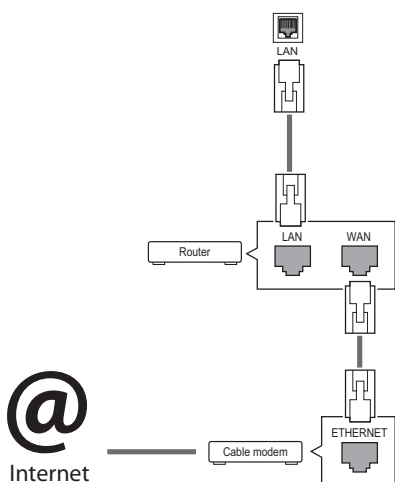 LAN
LAN
WAN
Router
ETHERNET
Cable modem
@
Internet